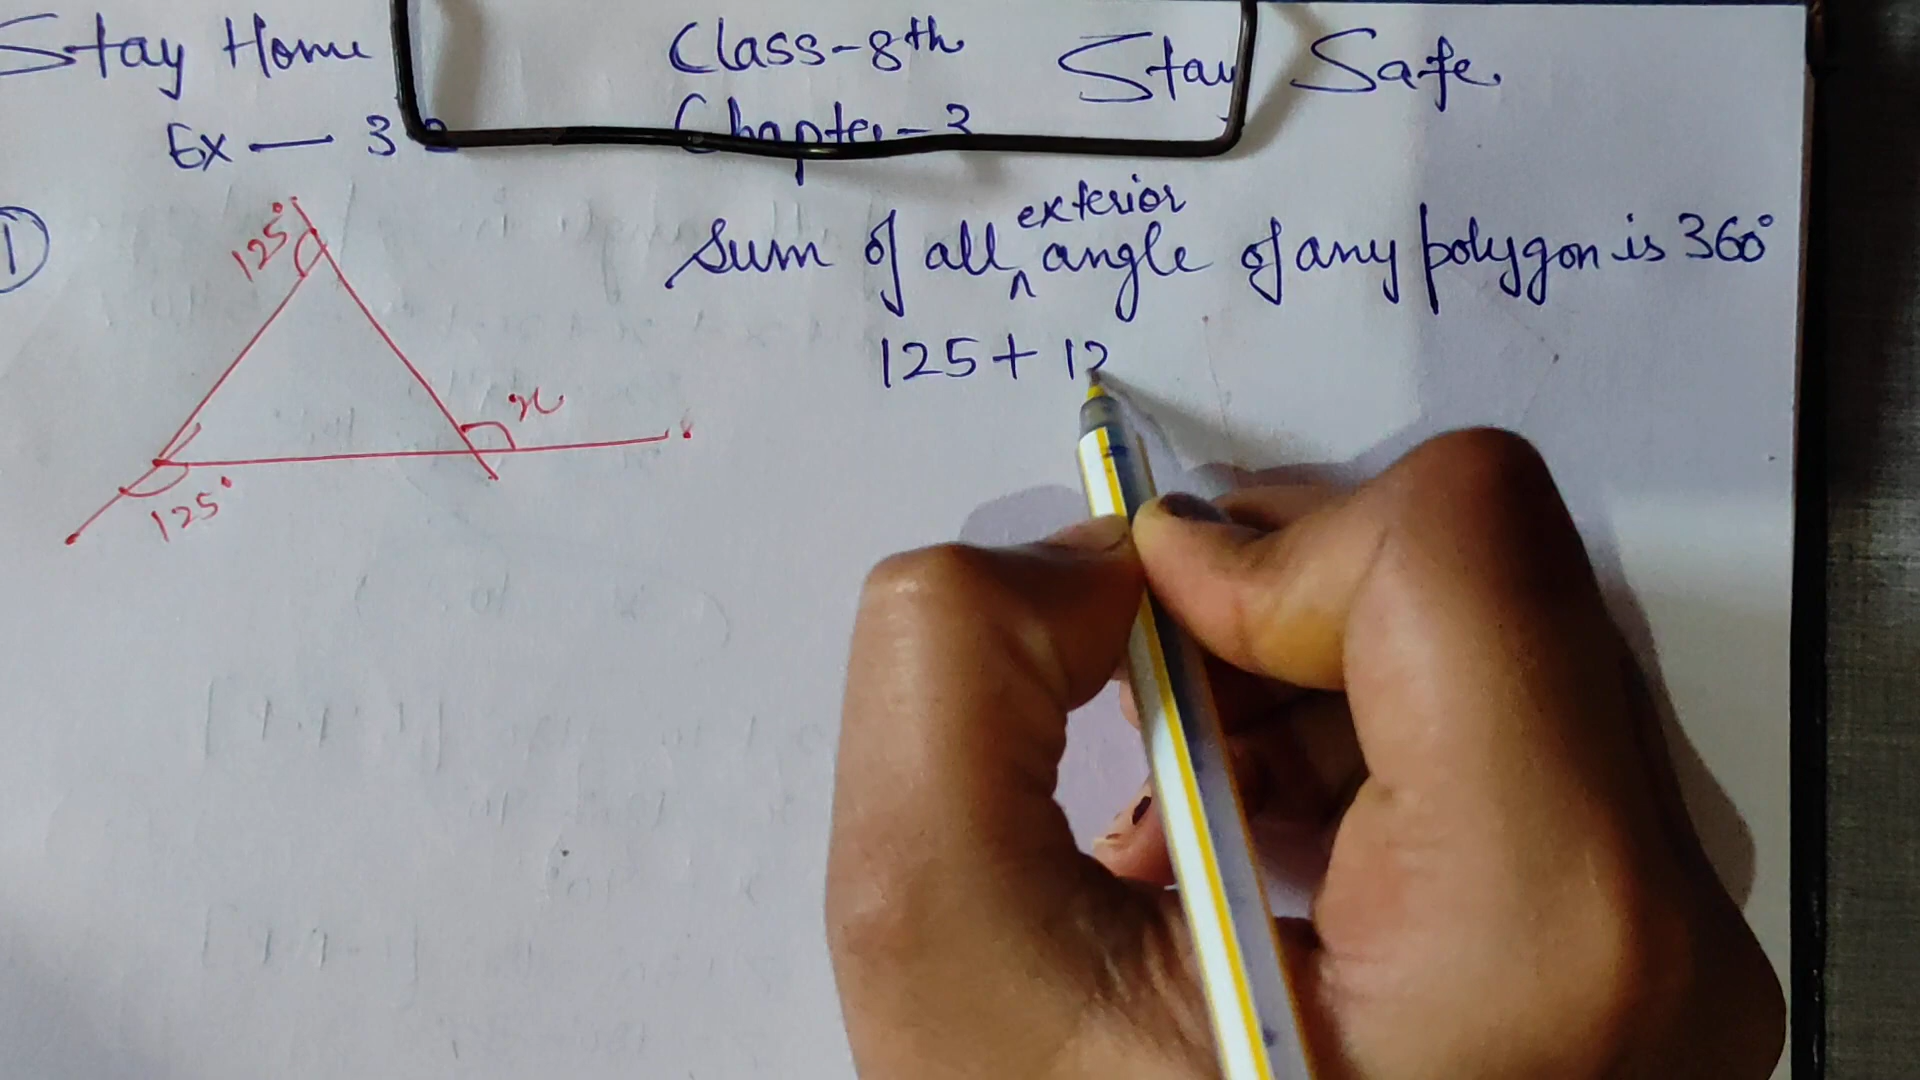 Stay Home
Class-8th
Stay Safe
Chapter-3
Ex — 3.2
1
125°
x
125°
Sum of all exterior angle of any polygon is 360°
125 + 12